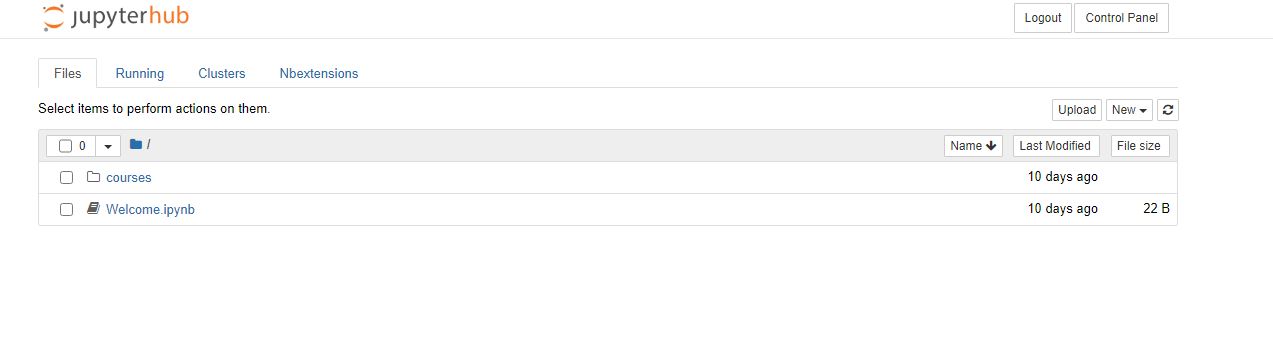 jupyterhub Logout Control Panel
Files Running Clusters Nbextensions
Select items to perform actions on them. Upload New
0 / Name Last Modified File size
courses 10 days ago
Welcome.ipynb 10 days ago 22 B